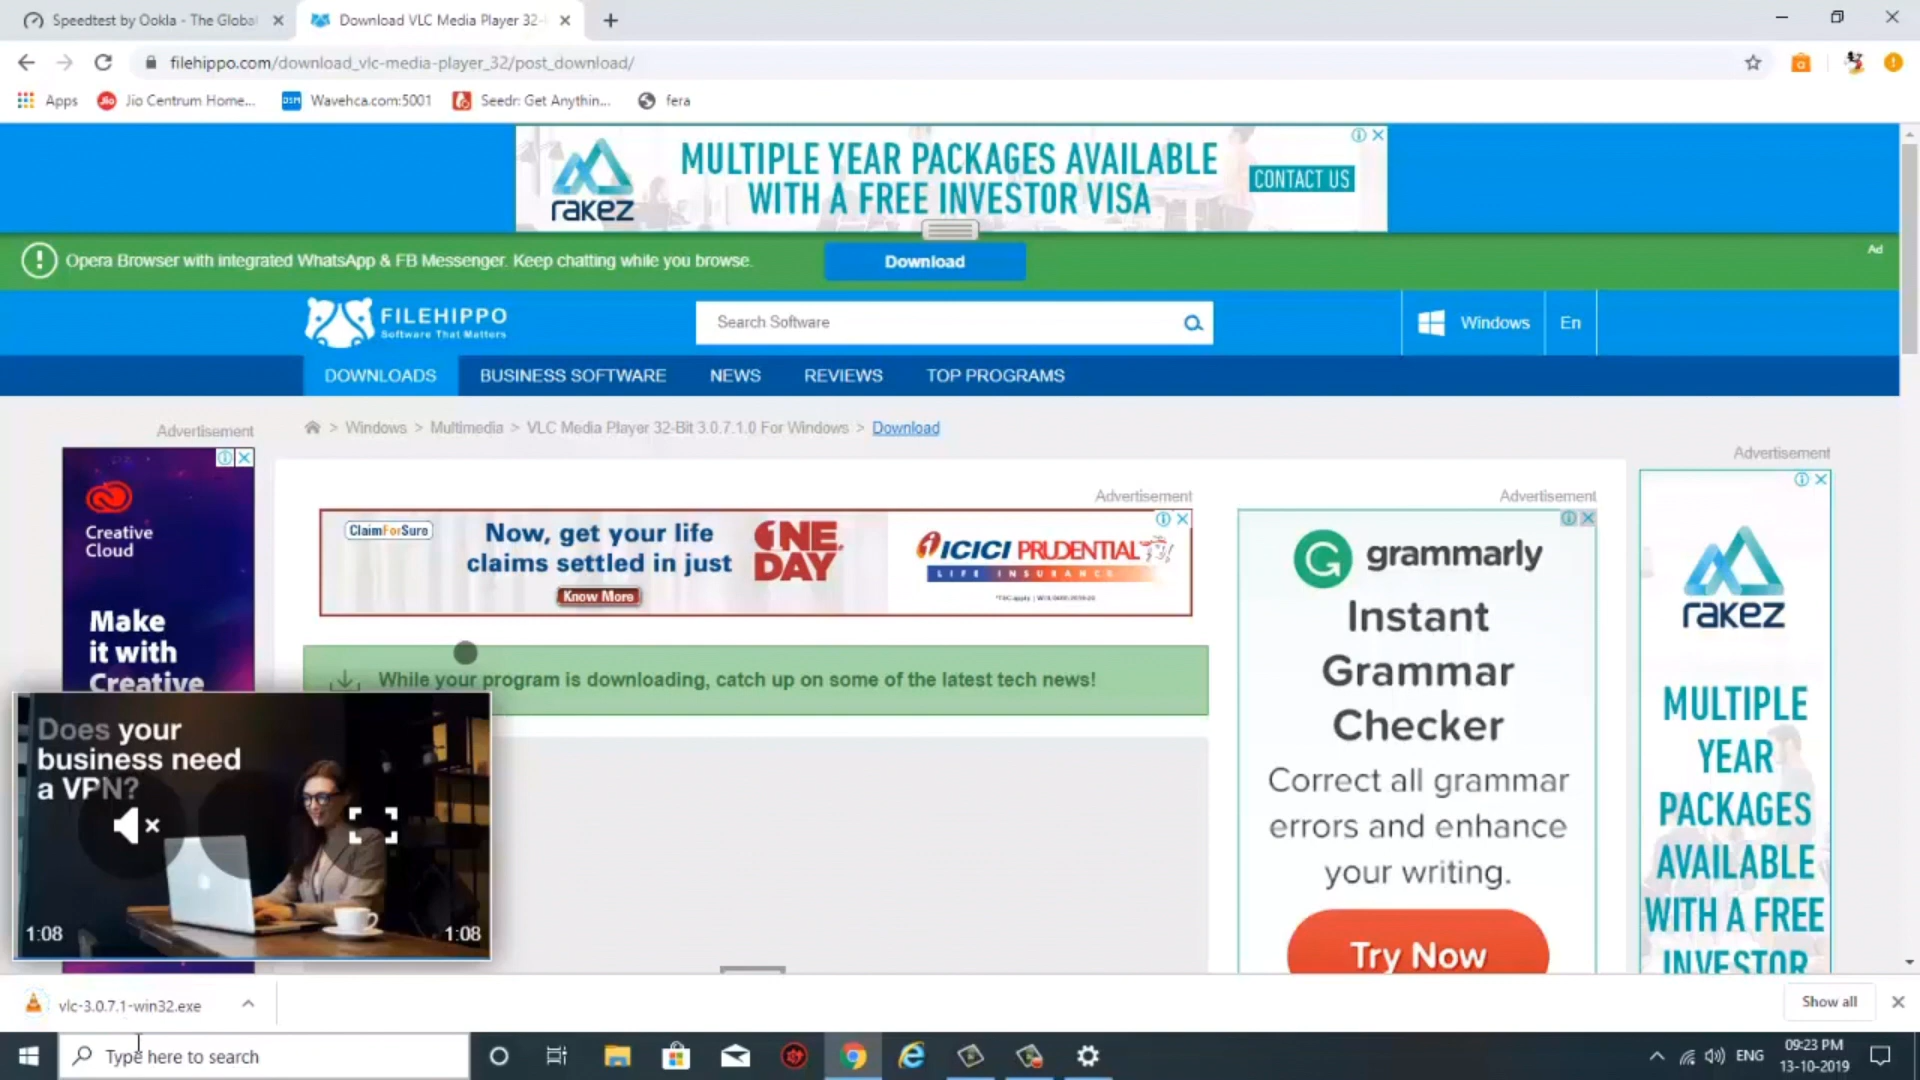 Speedtest by Ookla - The Global
Download VLC Media Player 32-
filehippo.com/download_vlc-media-player_32/post_download/
Apps
Jio Centrum Home...
Wavehca.com:5001
Seedr: Get Anythin...
fera
rakez
MULTIPLE YEAR PACKAGES AVAILABLE
WITH A FREE INVESTOR VISA
CONTACT US
Opera Browser with integrated WhatsApp & FB Messenger. Keep chatting while you browse.
Download
Ad
FILEHIPPO
Software That Matters
Search Software
Windows
En
DOWNLOADS
BUSINESS SOFTWARE
NEWS
REVIEWS
TOP PROGRAMS
> Windows > Multimedia > VLC Media Player 32-Bit 3.0.7.1.0 For Windows > Download
Advertisement
Creative
Cloud
Make
it with
Creative
Advertisement
ClaimForSure
Now, get your life
claims settled in just
ONE
DAY
Know More
ICICI PRUDENTIAL
LIFE INSURANCE
While your program is downloading, catch up on some of the latest tech news!
Does your
business need
a VPN?
1:08
1:08
Advertisement
grammarly
Instant
Grammar
Checker
Correct all grammar
errors and enhance
your writing.
Try Now
Advertisement
rakez
MULTIPLE
YEAR
PACKAGES
AVAILABLE
WITH A FREE
INVESTOR
vlc-3.0.7.1-win32.exe
Show all
Type here to search
ENG
09:23 PM
13-10-2019